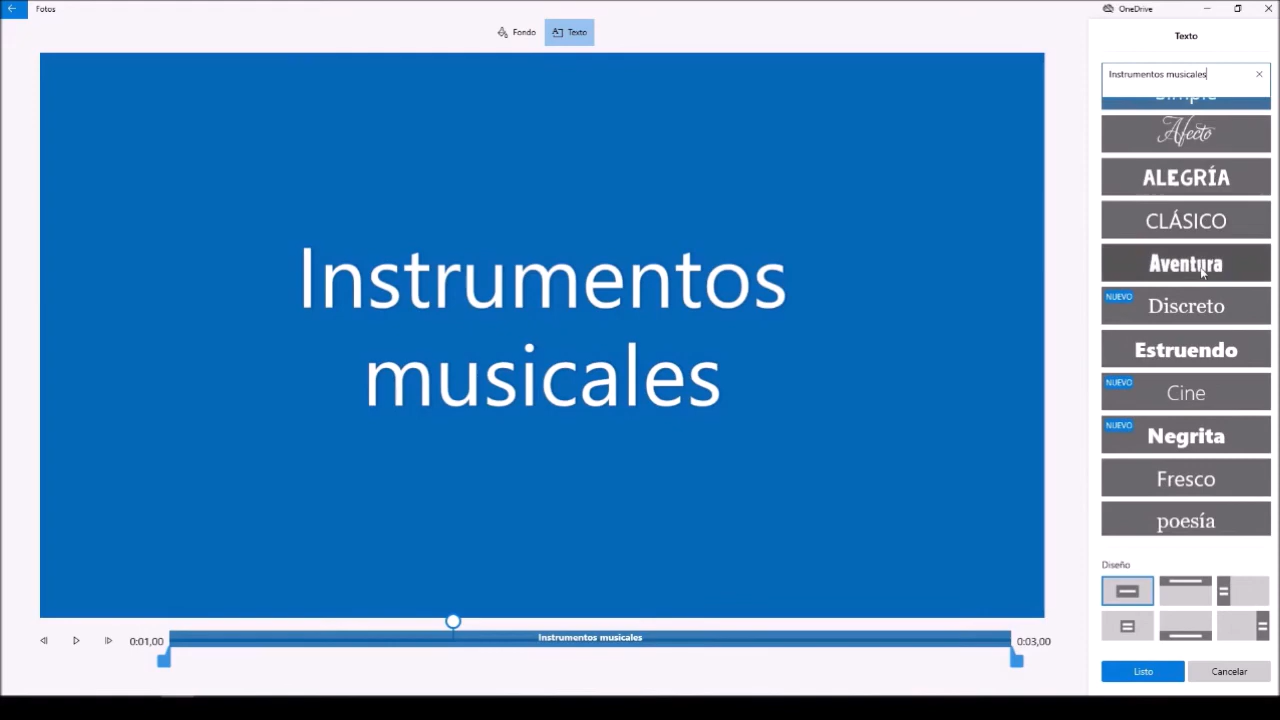 Fotos
OneDrive
Fondo
Texto
Texto
Instrumentos musicales
Simple
Afecto
ALEGRÍA
CLÁSICO
Aventura
NUEVO
Discreto
Estruendo
NUEVO
Cine
NUEVO
Negrita
Fresco
poesía
Instrumentos
musicales
Diseño
0:01,00
Instrumentos musicales
0:03,00
Listo
Cancelar